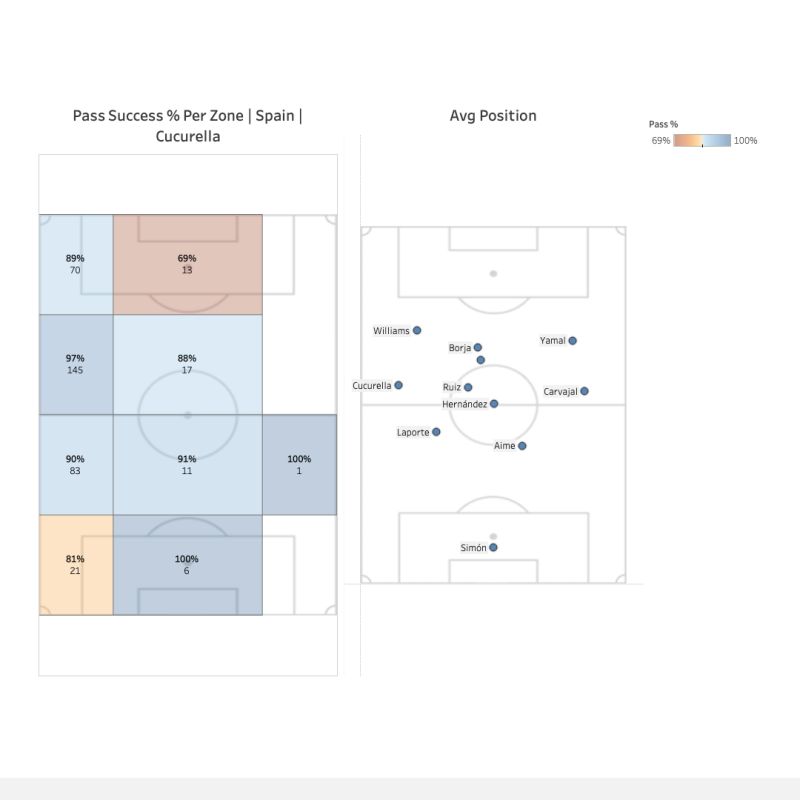 Pass Success % Per Zone | Spain |
Cucurella
Avg Position
Pass %
69%
100%
89%
70
69%
13
97%
145
88%
17
90%
83
91%
11
100%
1
81%
21
100%
6
Williams
Yamal
Borja
Cucurella
Ruiz
Carvajal
Hernández
Laporte
Aime
Simón